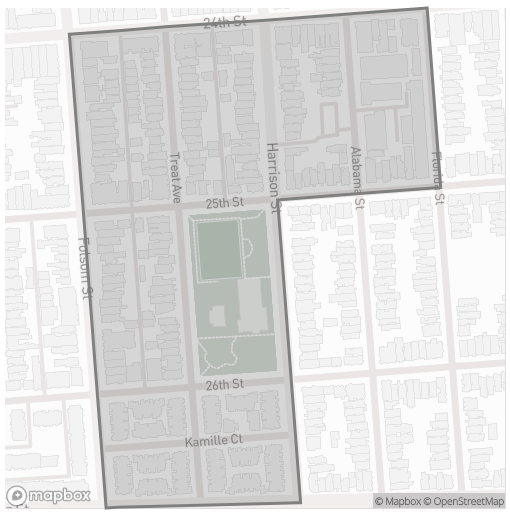 24th St
Treat Ave
Harrison St
Alabama St
Florida St
25th St
Folsom St
26th St
Kamille Ct
mapbox
© Mapbox © OpenStreetMap